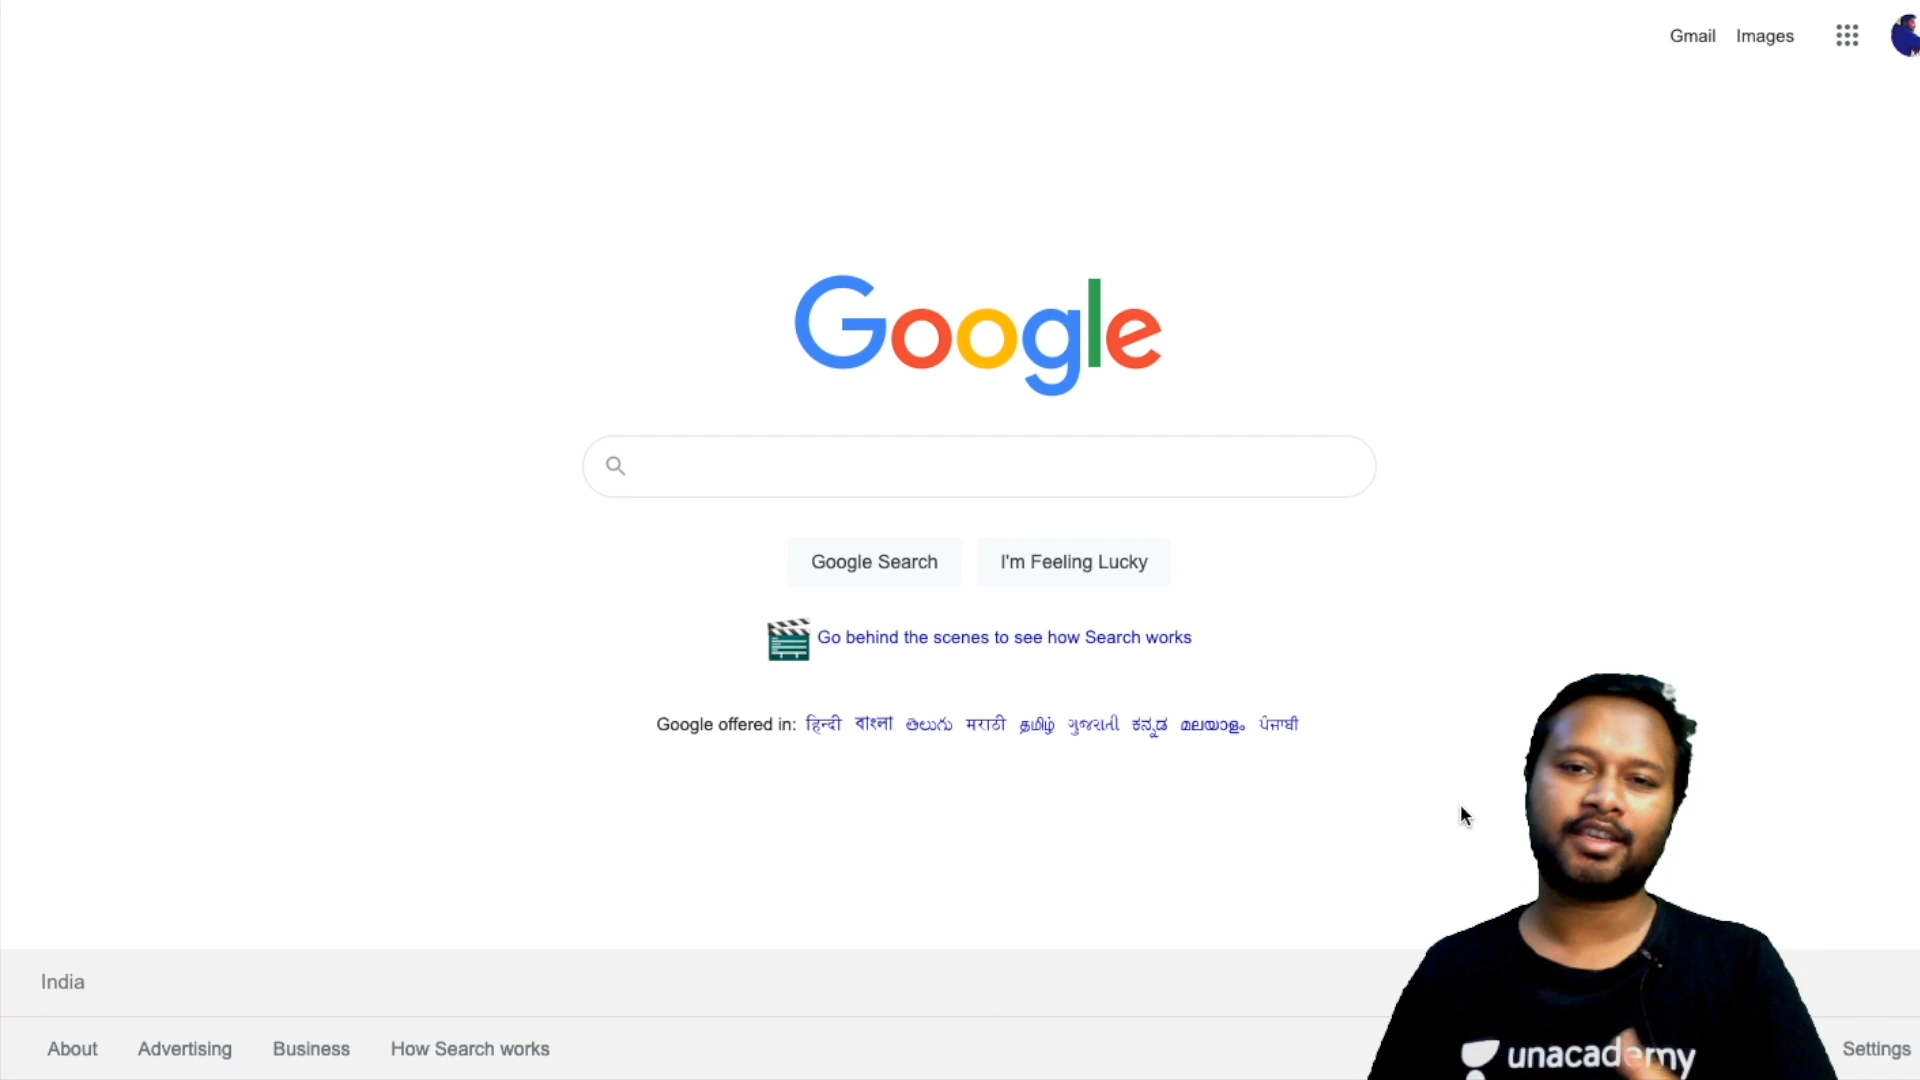 Gmail Images
Google
Google Search I'm Feeling Lucky
Go behind the scenes to see how Search works
Google offered in: हिन्दी বাংলা తెలుగు मराठी தமிழ் ગુજરાતી ಕನ್ನಡ മലയാളം ਪੰਜਾਬੀ
India
About Advertising Business How Search works Settings
unacademy